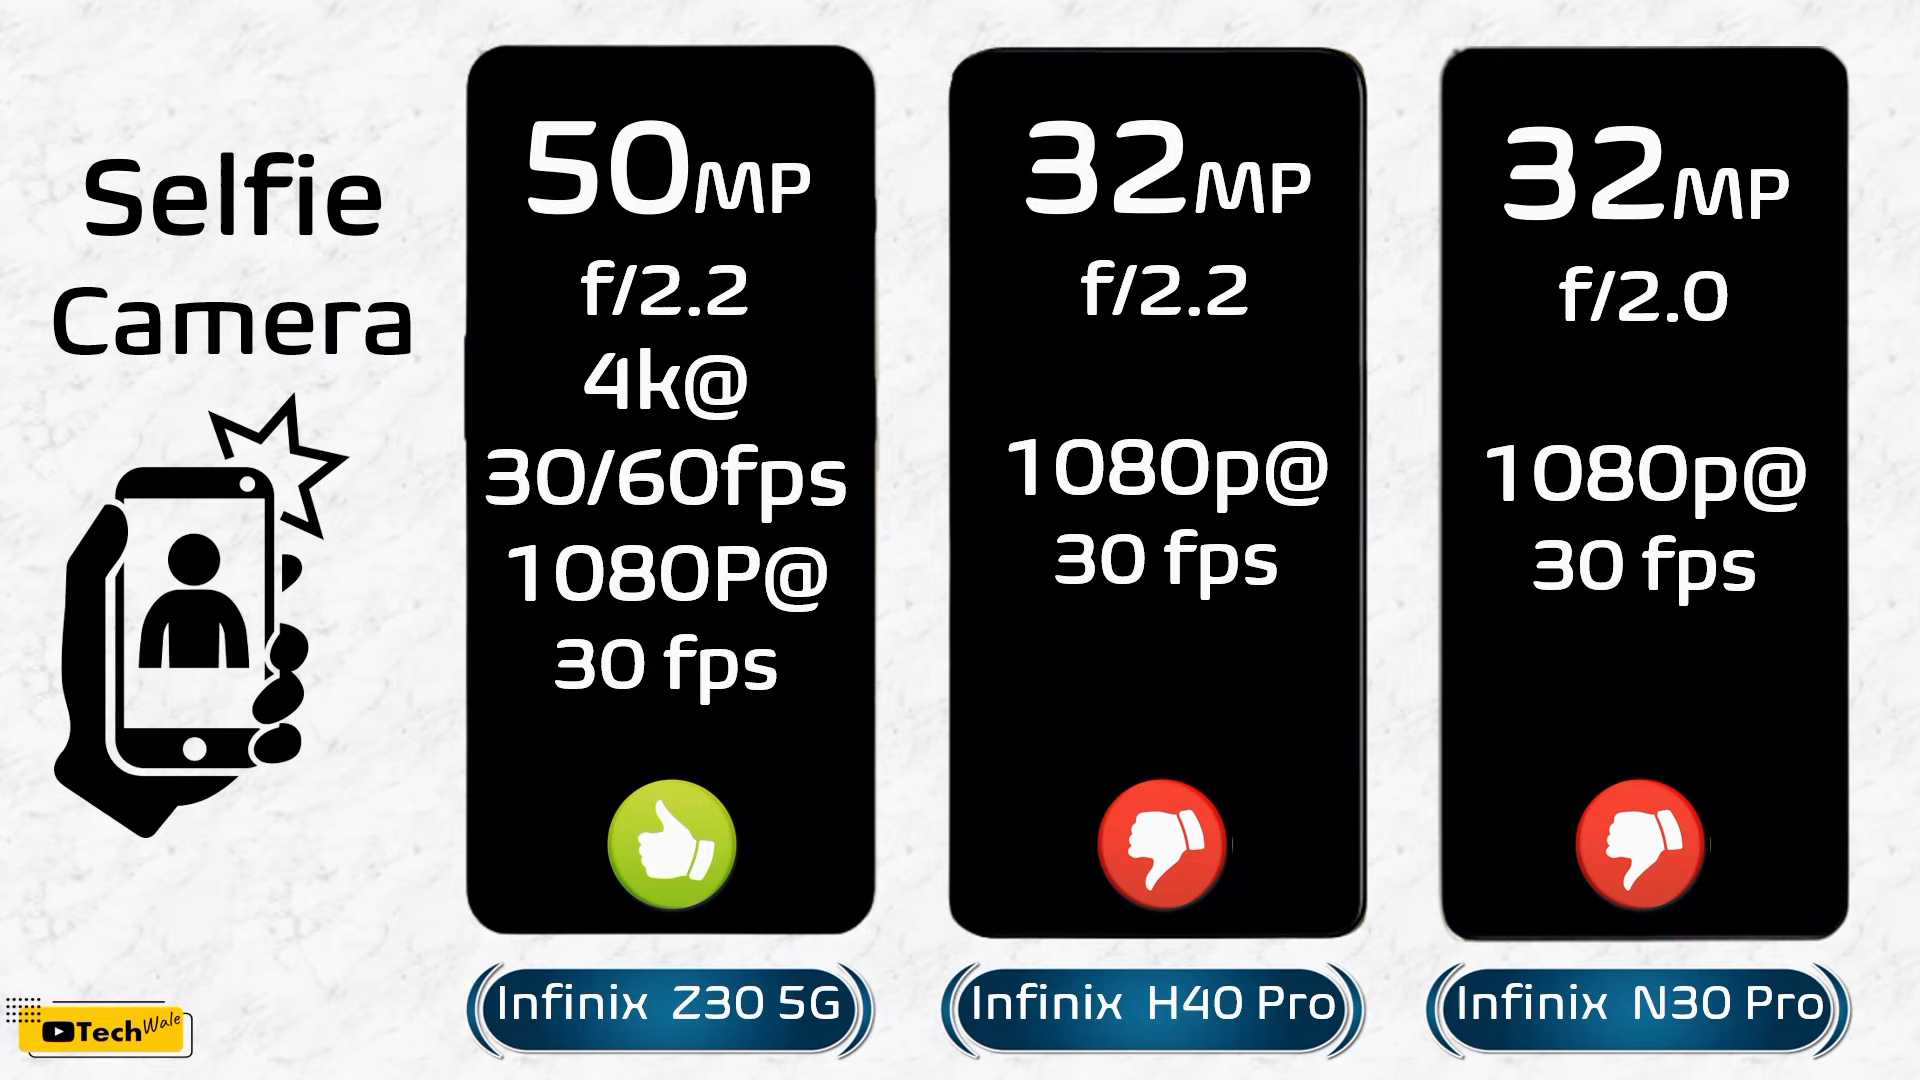 Selfie
Camera
50MP
f/2.2
4k@
30/60fps
1080P@
30 fps
Infinix Z30 5G
32MP
f/2.2
1080p@
30 fps
Infinix H40 Pro
32MP
f/2.0
1080p@
30 fps
Infinix N30 Pro
TechWale